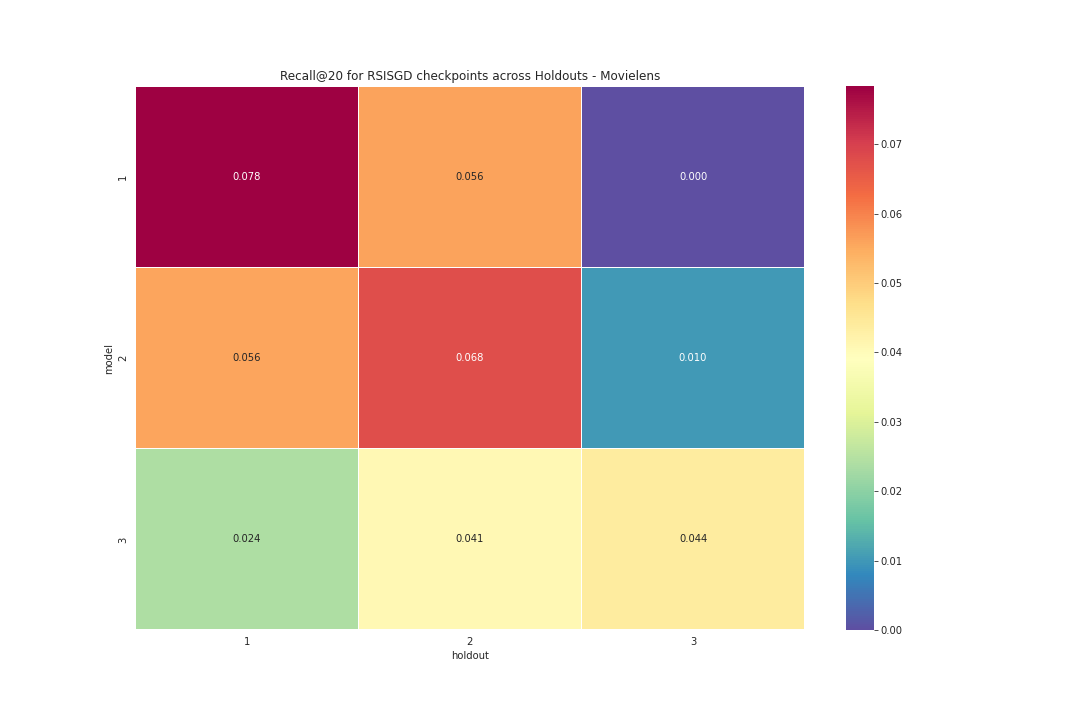 Recall@20 for RSISGD checkpoints across Holdouts - Movielens
0.078 0.056 0.000
0.056 0.068 0.010
0.024 0.041 0.044
1
2
3
model
1 2 3
holdout
0.07
0.06
0.05
0.04
0.03
0.02
0.01
0.00